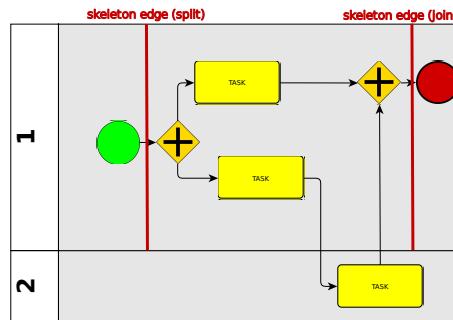 skeleton edge (split)
skeleton edge (join
1
TASK
TASK
2
TASK